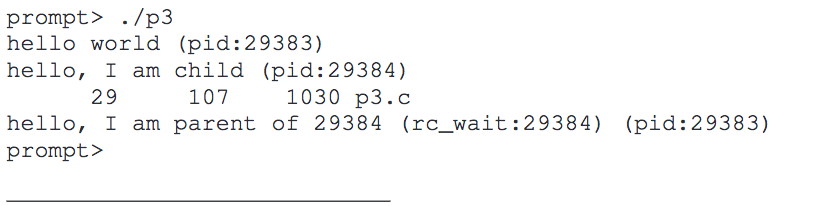 prompt> ./p3
hello world (pid:29383)
hello, I am child (pid:29384)
      29     107    1030 p3.c
hello, I am parent of 29384 (rc_wait:29384) (pid:29383)
prompt>